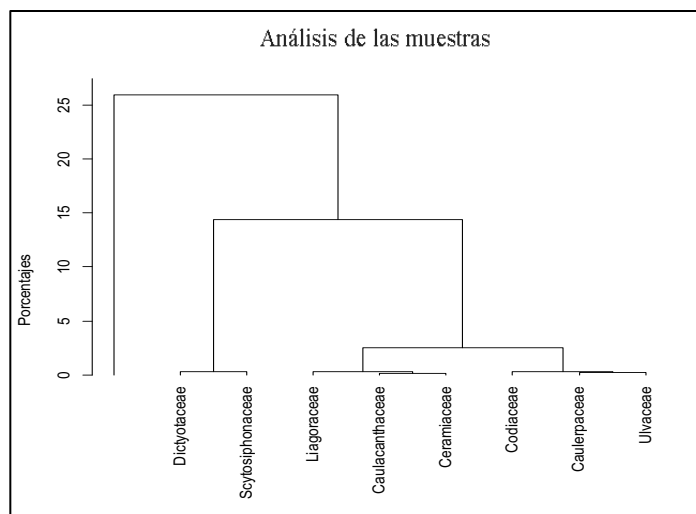 Análisis de las muestras
Porcentajes
25
20
15
10
5
0
Dictyotaceae
Scytosiphonaceae
Liagoraceae
Caulacanthaceae
Ceramiaceae
Codiaceae
Caulerpaceae
Ulvaceae